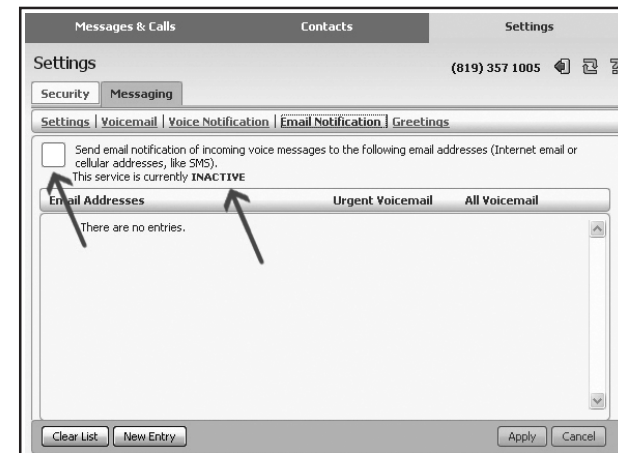 Messages & Calls Contacts Settings
Settings (819) 357 1005
Security Messaging
Settings | Voicemail | Voice Notification | Email Notification | Greetings
Send email notification of incoming voice messages to the following email addresses (Internet email or
cellular addresses, like SMS).
This service is currently INACTIVE
Email Addresses Urgent Voicemail All Voicemail
There are no entries.
Clear List New Entry Apply Cancel